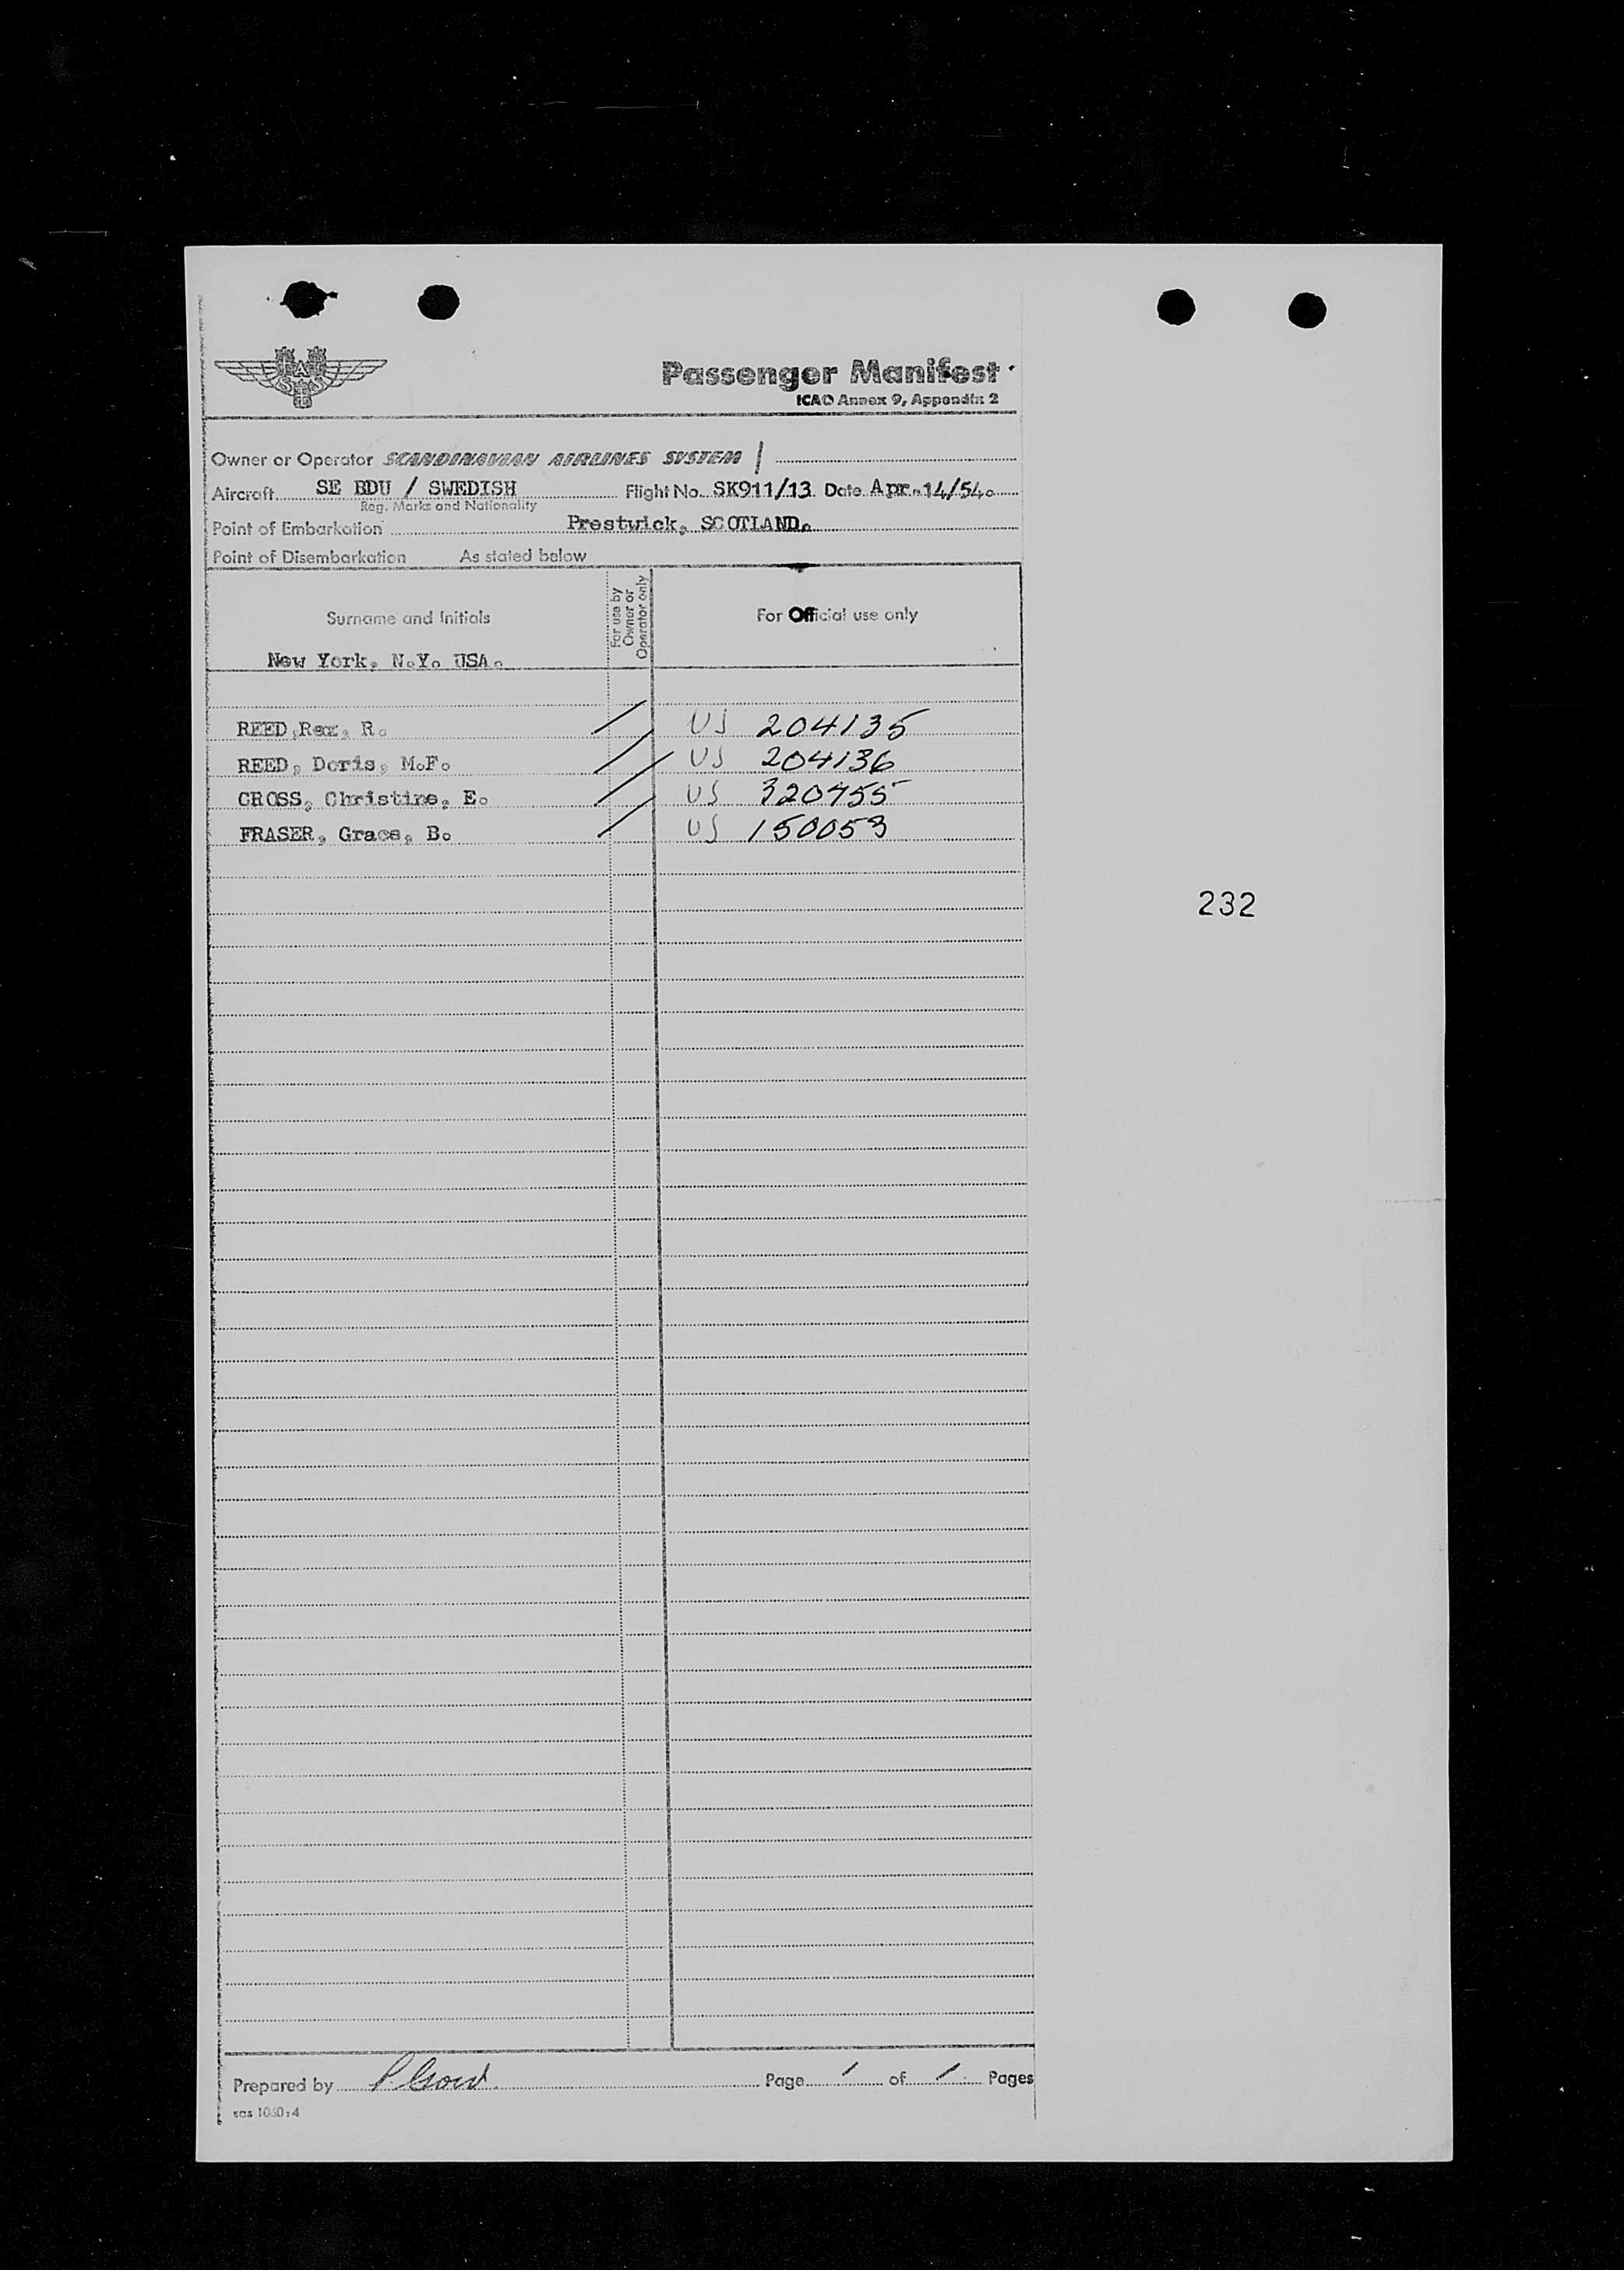 SAS
Passenger Manifest
ICAO Annex 9, Appendix 2
Owner or Operator SCANDINAVIAN AIRLINES SYSTEM
Aircraft SE BDU / SWEDISH Flight No. SK911/13 Date Apr. 14/54.
Reg. Marks and Nationality
Point of Embarkation Prestwick, SCOTLAND.
Point of Disembarkation As stated below
Surname and Initials
For use by Owner or Operator only
For Official use only
New York, N.Y. USA.
REED, Rex, R. US 204135
REED, Doris, M.F. US 204136
CROSS, Christine, E. US 320455
FRASER, Grace, B. US 150053
232
Prepared by Page 1 of 1 Pages